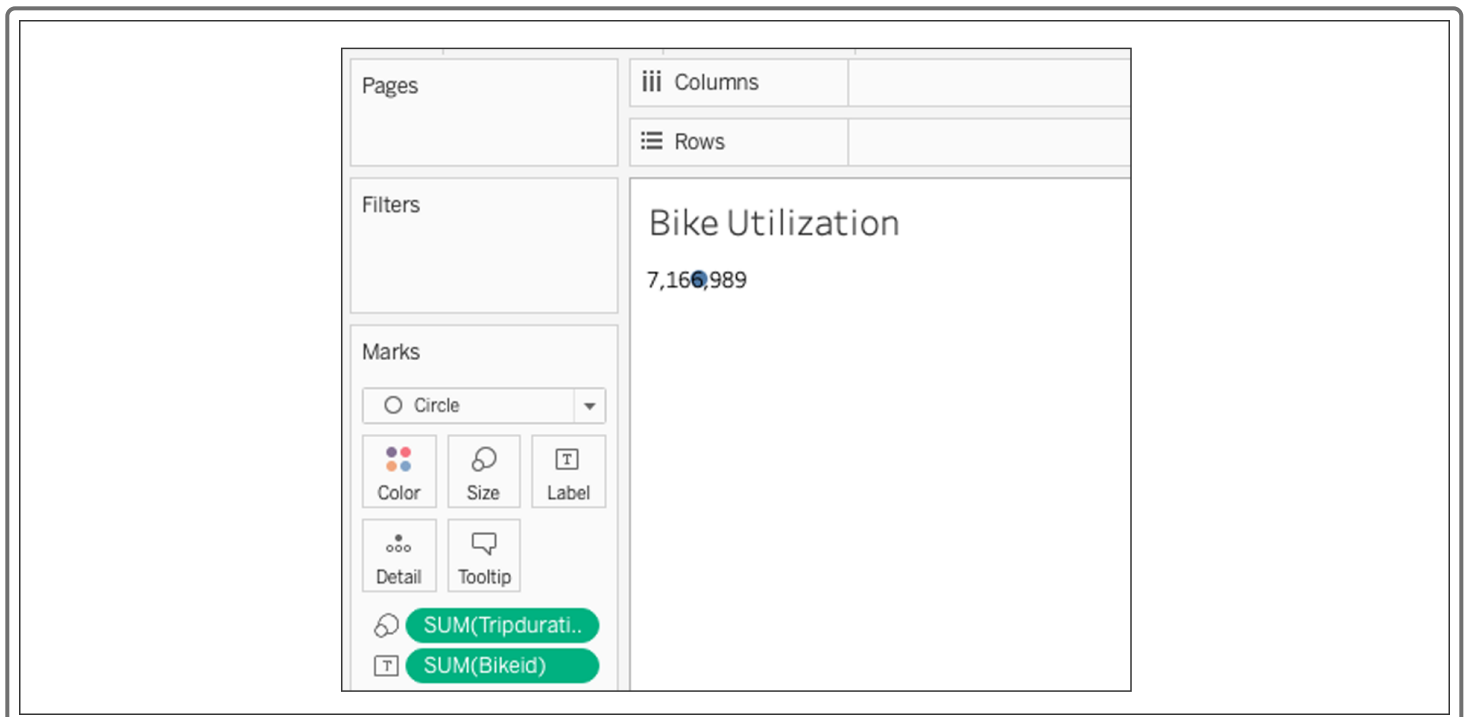 Pages
Columns
Rows
Filters
Bike Utilization
7,166,989
Marks
Circle
Color Size Label
Detail Tooltip
SUM(Tripdurati..
SUM(Bikeid)